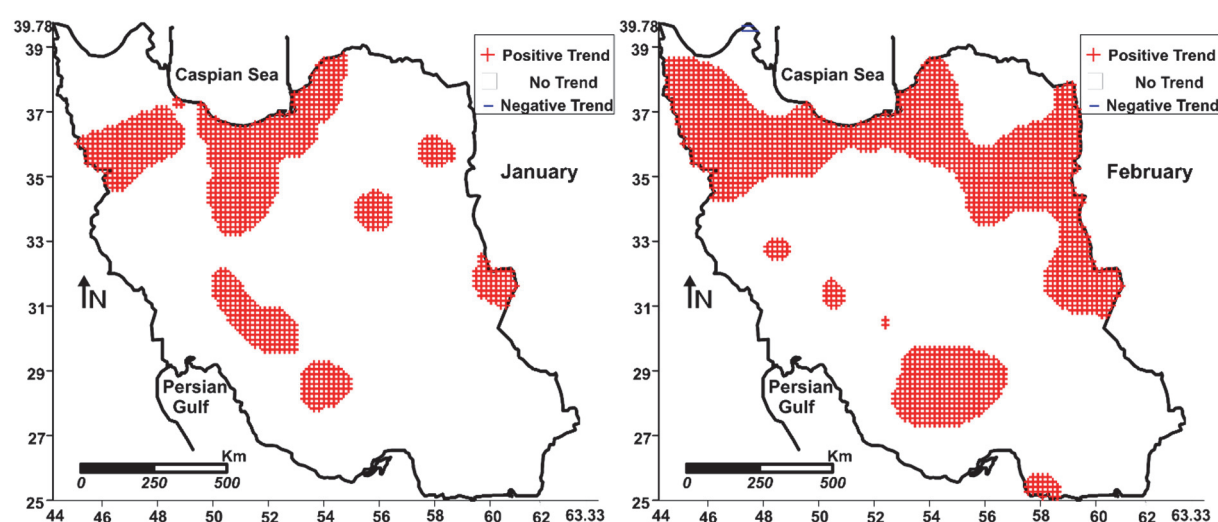 39.78
39
37
35
33
31
29
27
25
44 46 48 50 52 54 56 58 60 62 63.33
Caspian Sea
Positive Trend
No Trend
Negative Trend
January
N
Persian
Gulf
Km
0 250 500
39.78
39
37
35
33
31
29
27
25
44 46 48 50 52 54 56 58 60 62 63.33
Caspian Sea
Positive Trend
No Trend
Negative Trend
February
N
Persian
Gulf
Km
0 250 500